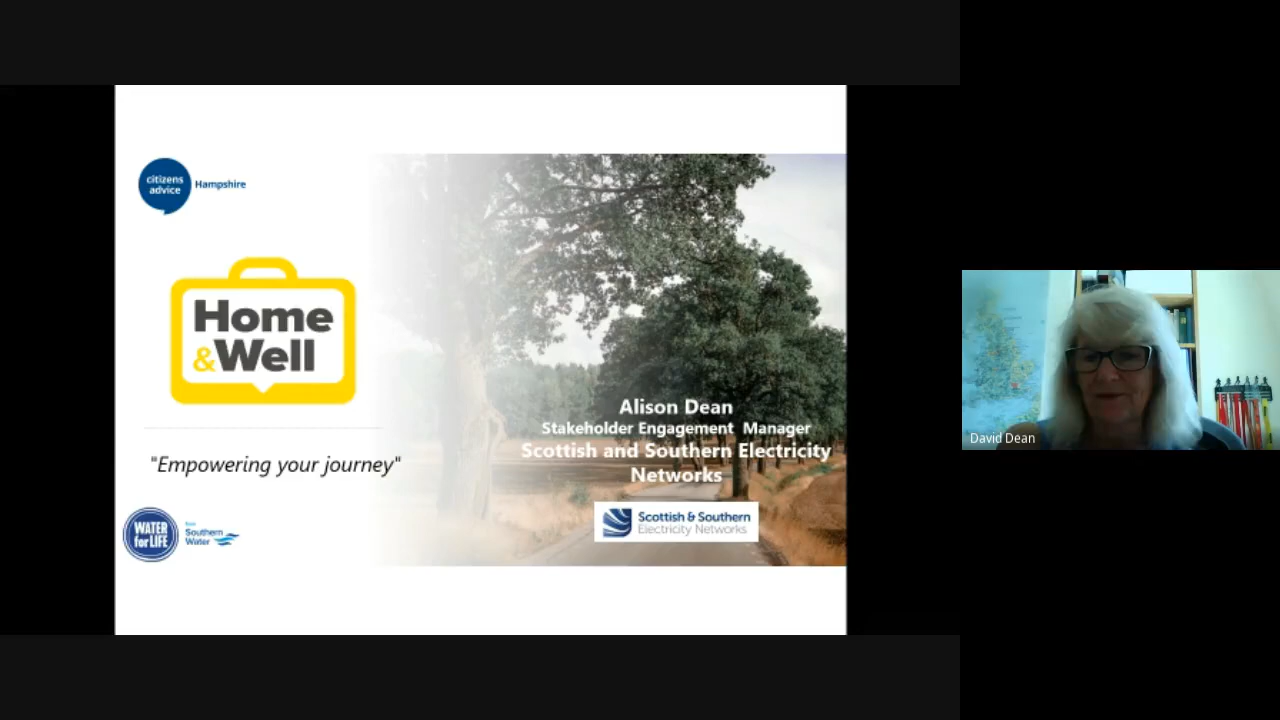 citizens
advice
Hampshire
Home
&Well
"Empowering your journey"
WATER
for LIFE
from
Southern
Water
Alison Dean
Stakeholder Engagement Manager
Scottish and Southern Electricity
Networks
Scottish & Southern
Electricity Networks
David Dean